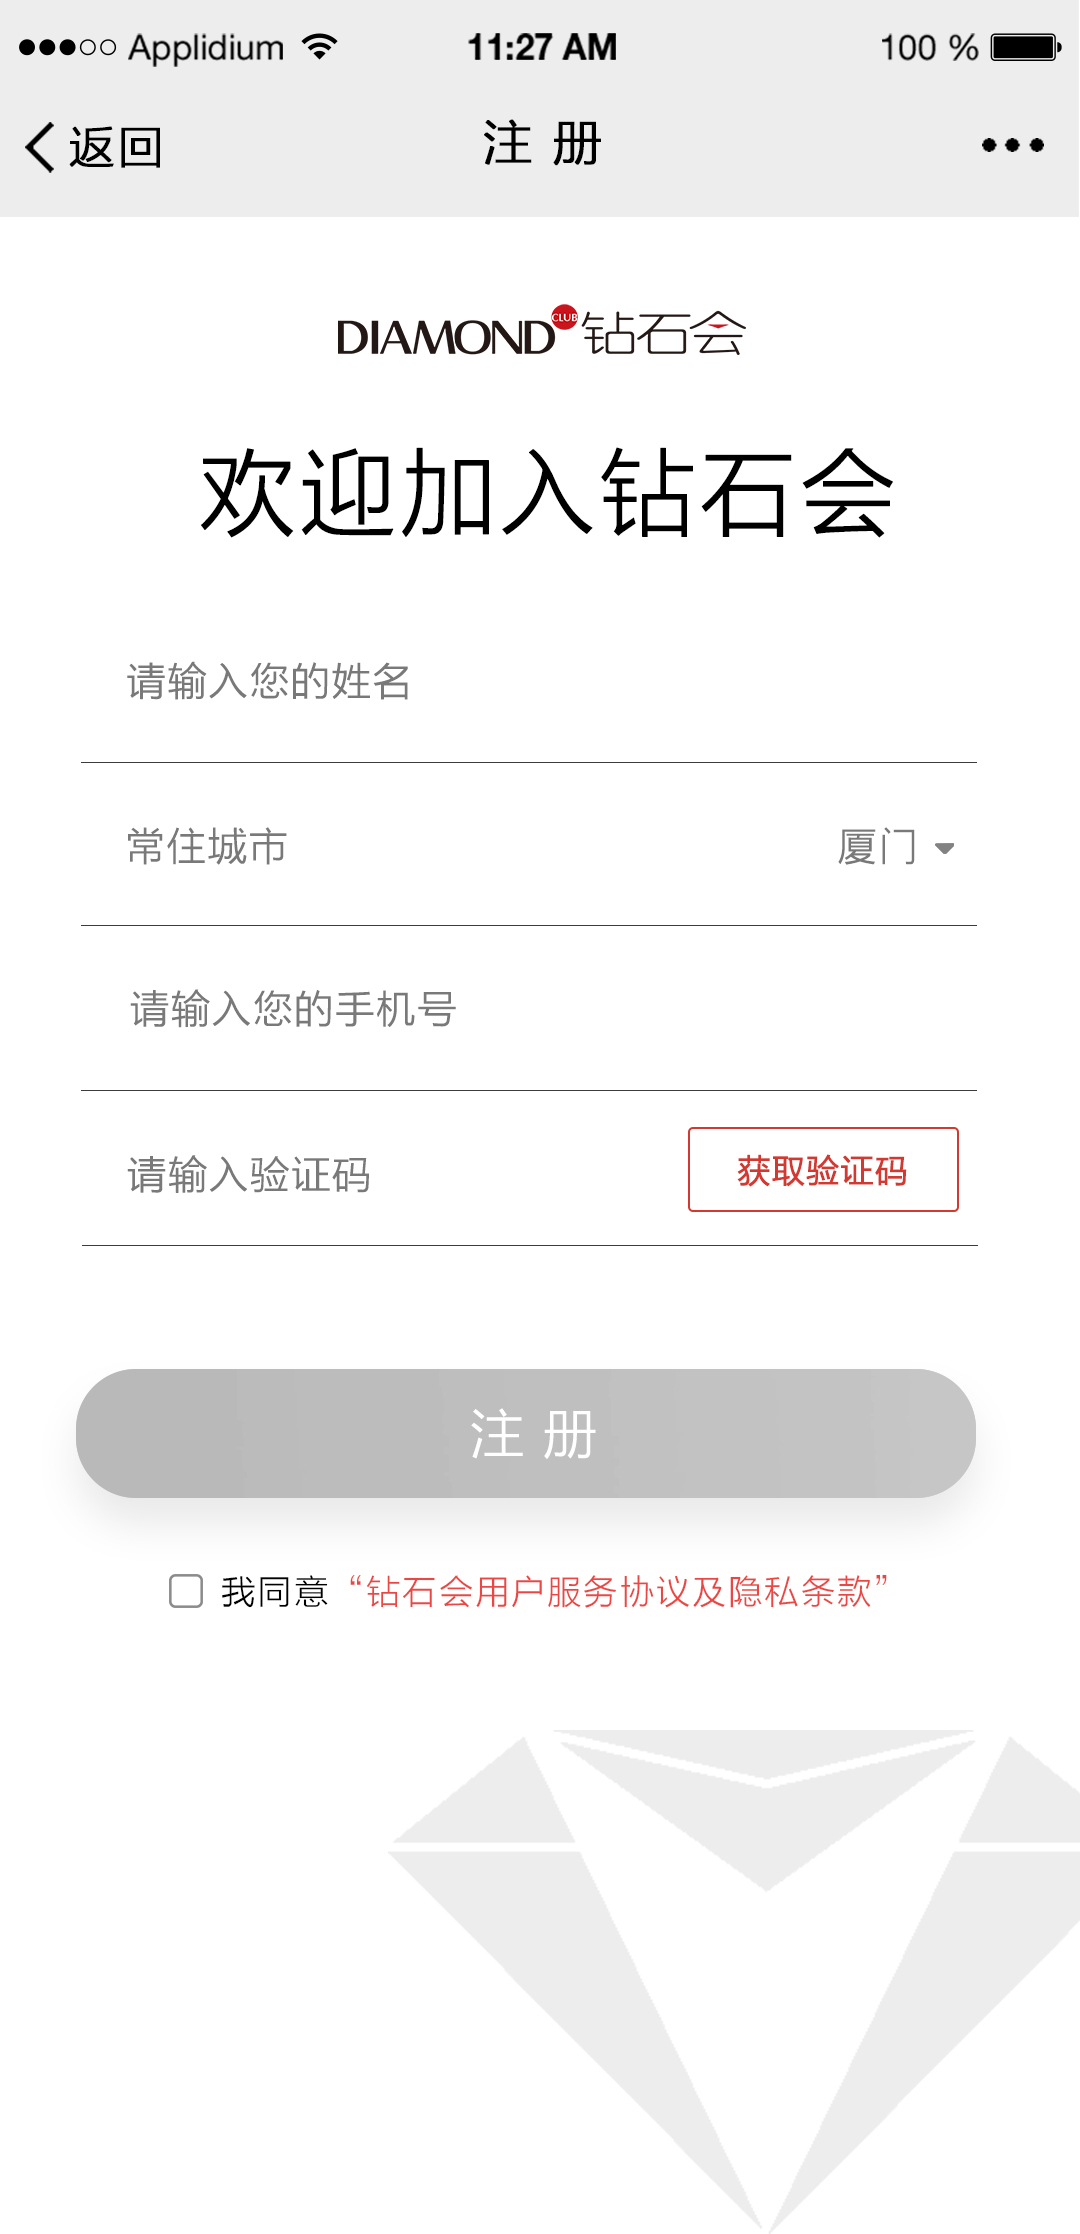 Applidium 11:27 AM 100 %
返回 注 册
DIAMOND CLUB 钻石会
欢迎加入钻石会
请输入您的姓名
常住城市 厦门
请输入您的手机号
请输入验证码 获取验证码
注 册
我同意 “钻石会用户服务协议及隐私条款”